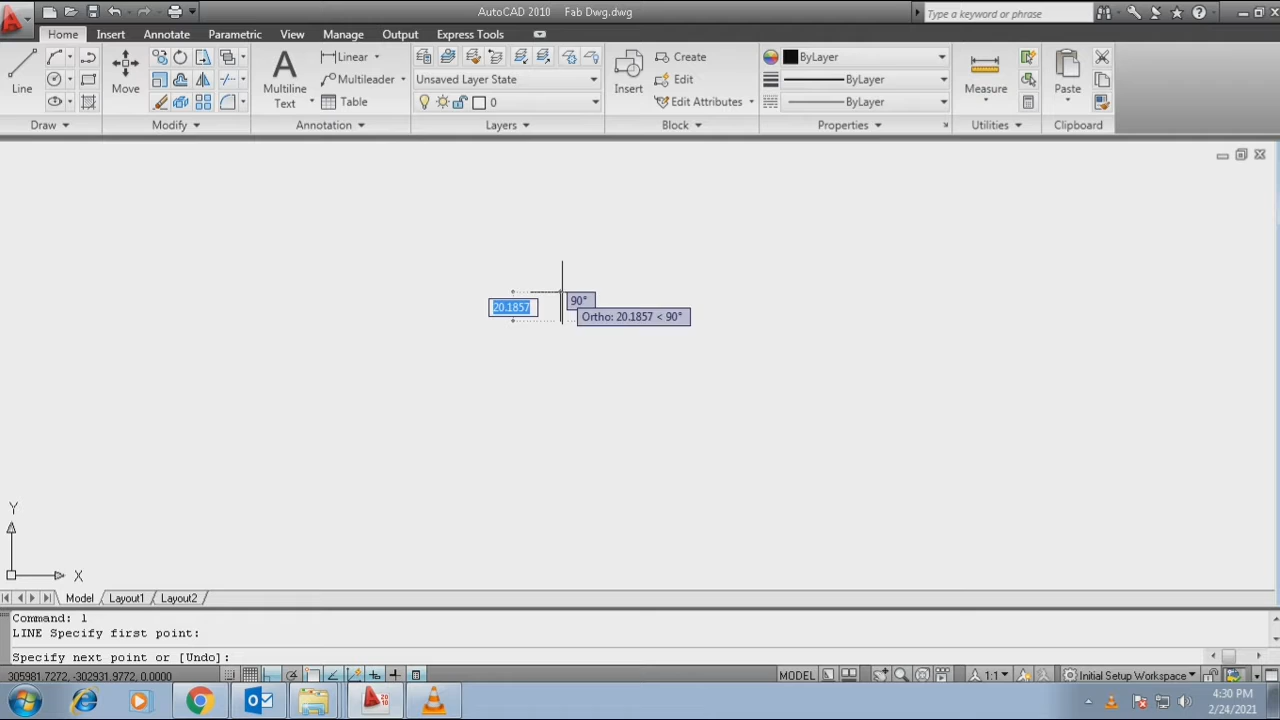 AutoCAD 2010 Fab Dwg.dwg
Type a keyword or phrase
Home Insert Annotate Parametric View Manage Output Express Tools
Line
Move
Multiline Text
Linear
Multileader
Table
Unsaved Layer State
0
Insert
Create
Edit
Edit Attributes
ByLayer
ByLayer
ByLayer
Measure
Paste
Draw Modify Annotation Layers Block Properties Utilities Clipboard
20.1857
90°
Ortho: 20.1857 < 90°
Y
X
Model Layout1 Layout2
Command: l
LINE Specify first point:
Specify next point or [Undo]:
305981.7272, -302931.9772, 0.0000
MODEL
1:1
Initial Setup Workspace
20
10
4:30 PM
2/24/2021